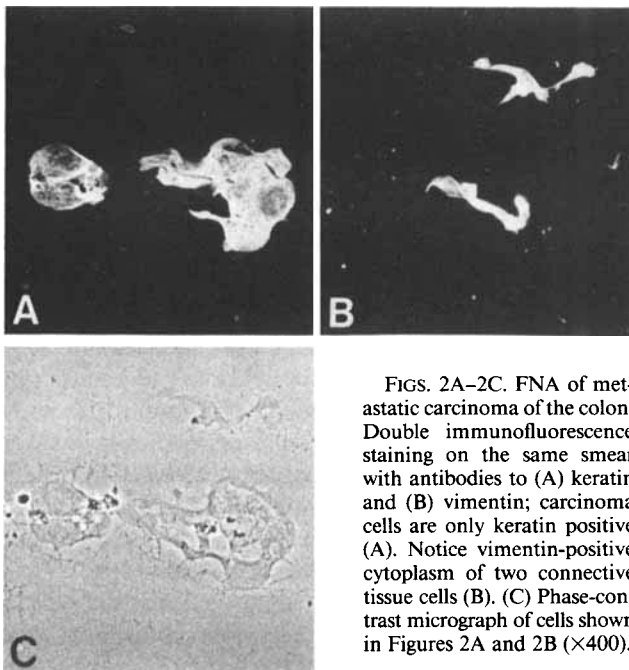 A
B
C
FIGS. 2A–2C. FNA of met-
astatic carcinoma of the colon.
Double immunofluorescence
staining on the same smear
with antibodies to (A) keratin
and (B) vimentin; carcinoma
cells are only keratin positive
(A). Notice vimentin-positive
cytoplasm of two connective
tissue cells (B). (C) Phase-con-
trast micrograph of cells shown
in Figures 2A and 2B (×400).